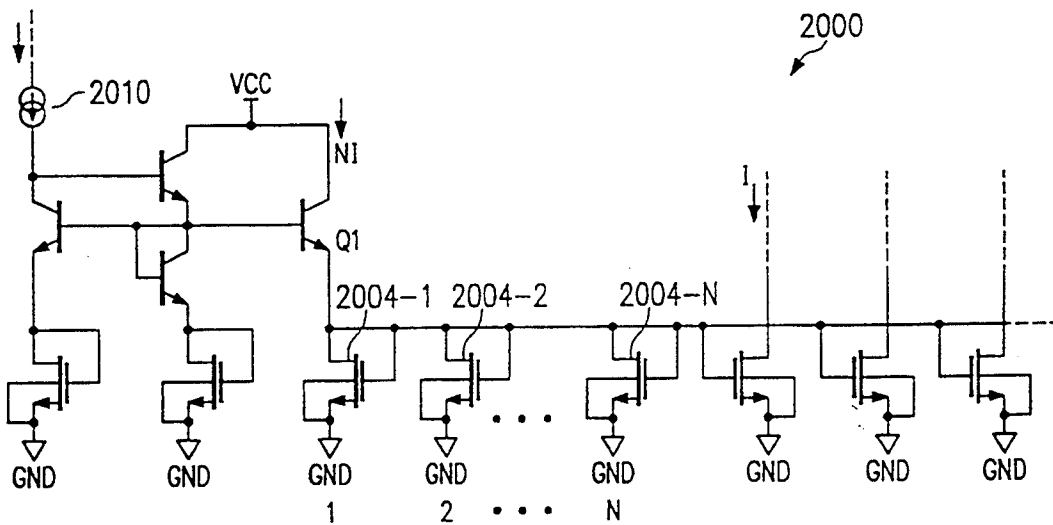 2000
2010
VCC
NI
I
Q1
2004-1 2004-2 2004-N
GND GND GND GND GND GND GND GND
1 2 • • • N